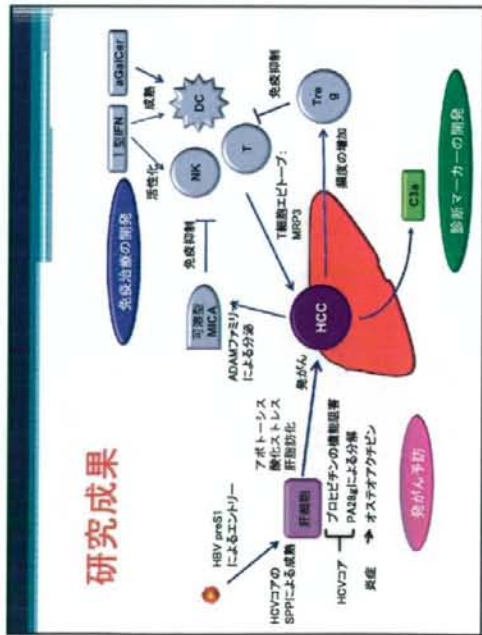 研究成果
免疫治療の開発
I型IFN
aGalCer
活性化
成熟
DC
NK
T
Tre
g
免疫抑制
免疫抑制
可溶型
MICA
ADAMファミリー
による分泌
T細胞エピトープ:
MRP3
頻度の増加
HCC
C3a
診断マーカーの開発
発がん
HBV preS1
によるエントリー
アポトーシス
酸化ストレス
肝脂肪化
HCVコアの
SPPによる成熟
肝細胞
HCVコア
プロヒビチンの機能阻害
PA28gによる分解
炎症
オステオアクチビン
発がん予防